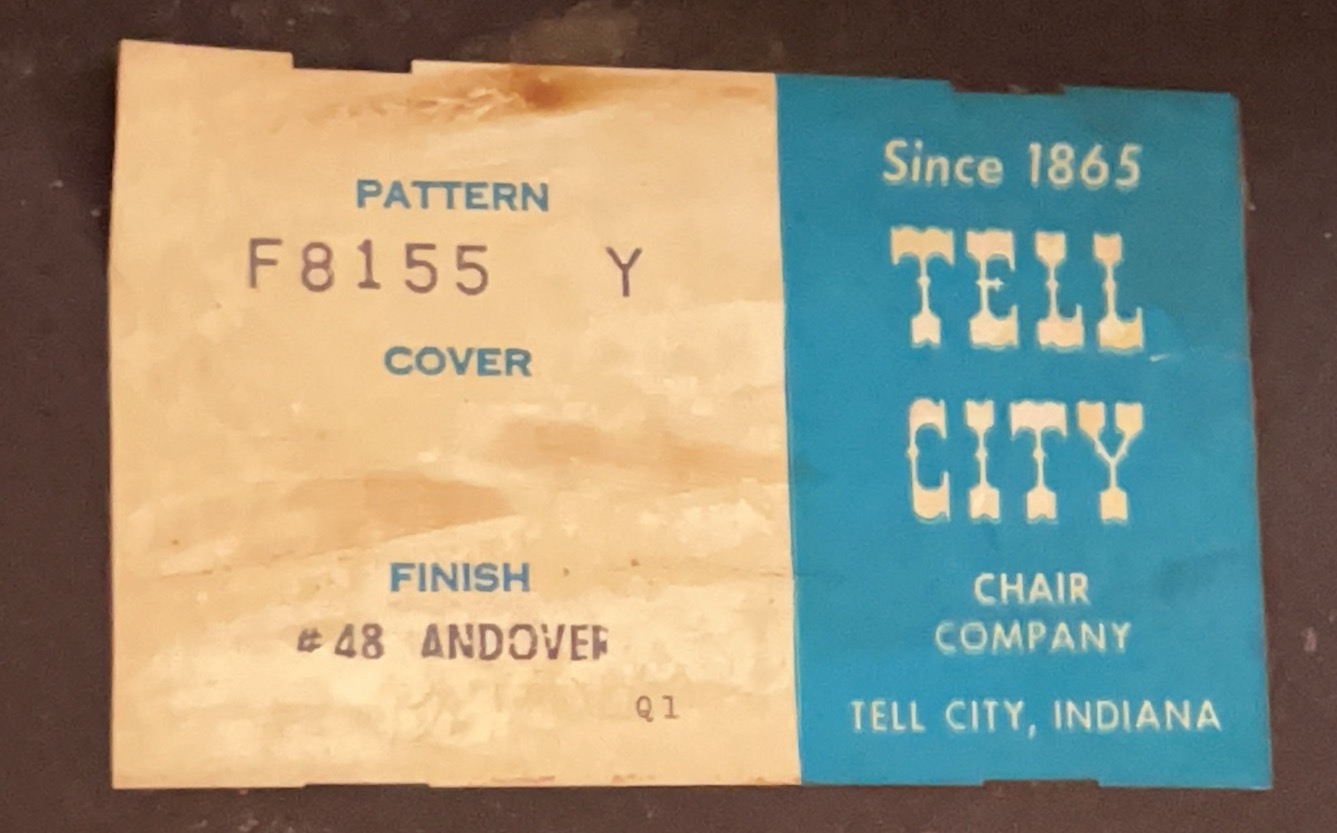 PATTERN
F8155 Y
COVER
FINISH
#48 ANDOVER
Q1
Since 1865
TELL
CITY
CHAIR
COMPANY
TELL CITY, INDIANA